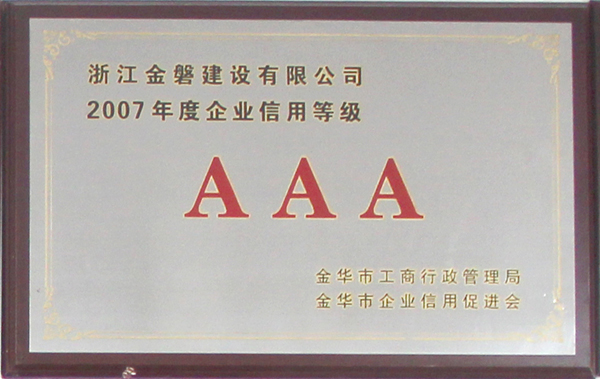 浙江金磐建设有限公司
2007年度企业信用等级
AAA
金华市工商行政管理局
金华市企业信用促进会